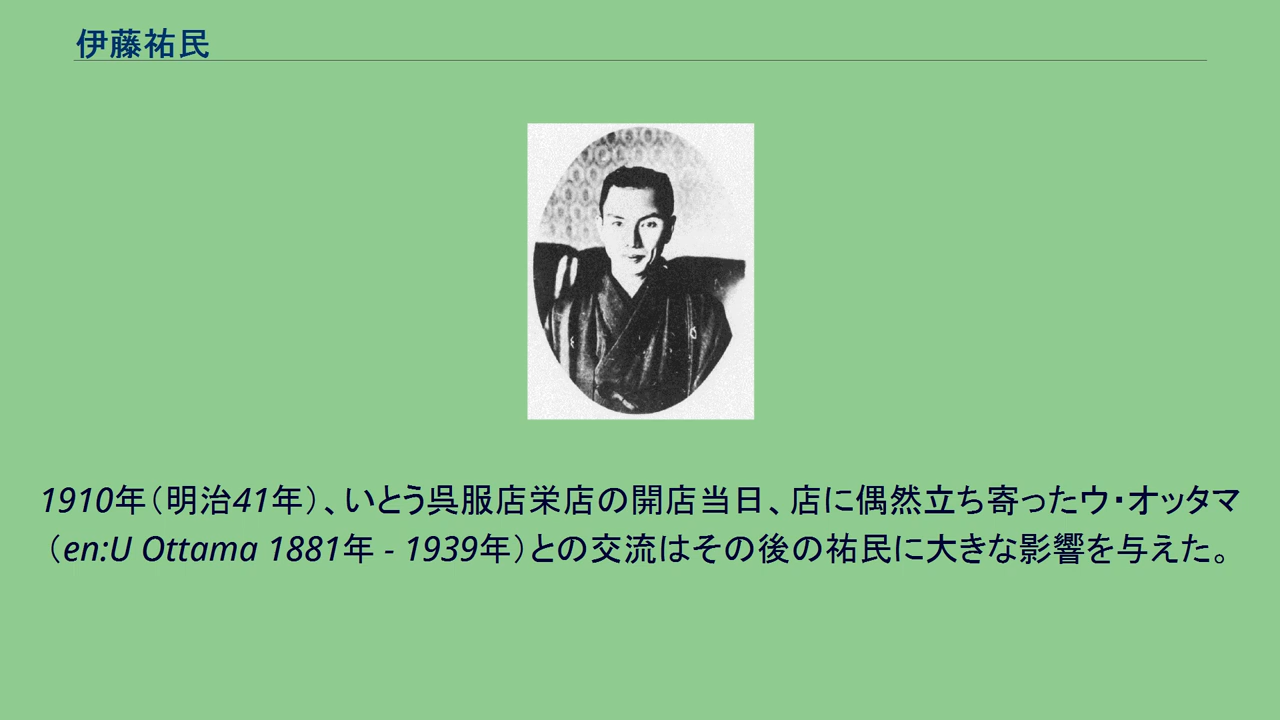 伊藤祐民
1910年（明治41年）、いとう呉服店栄店の開店当日、店に偶然立ち寄ったウ・オッタマ
（en:U Ottama 1881年 - 1939年）との交流はその後の祐民に大きな影響を与えた。